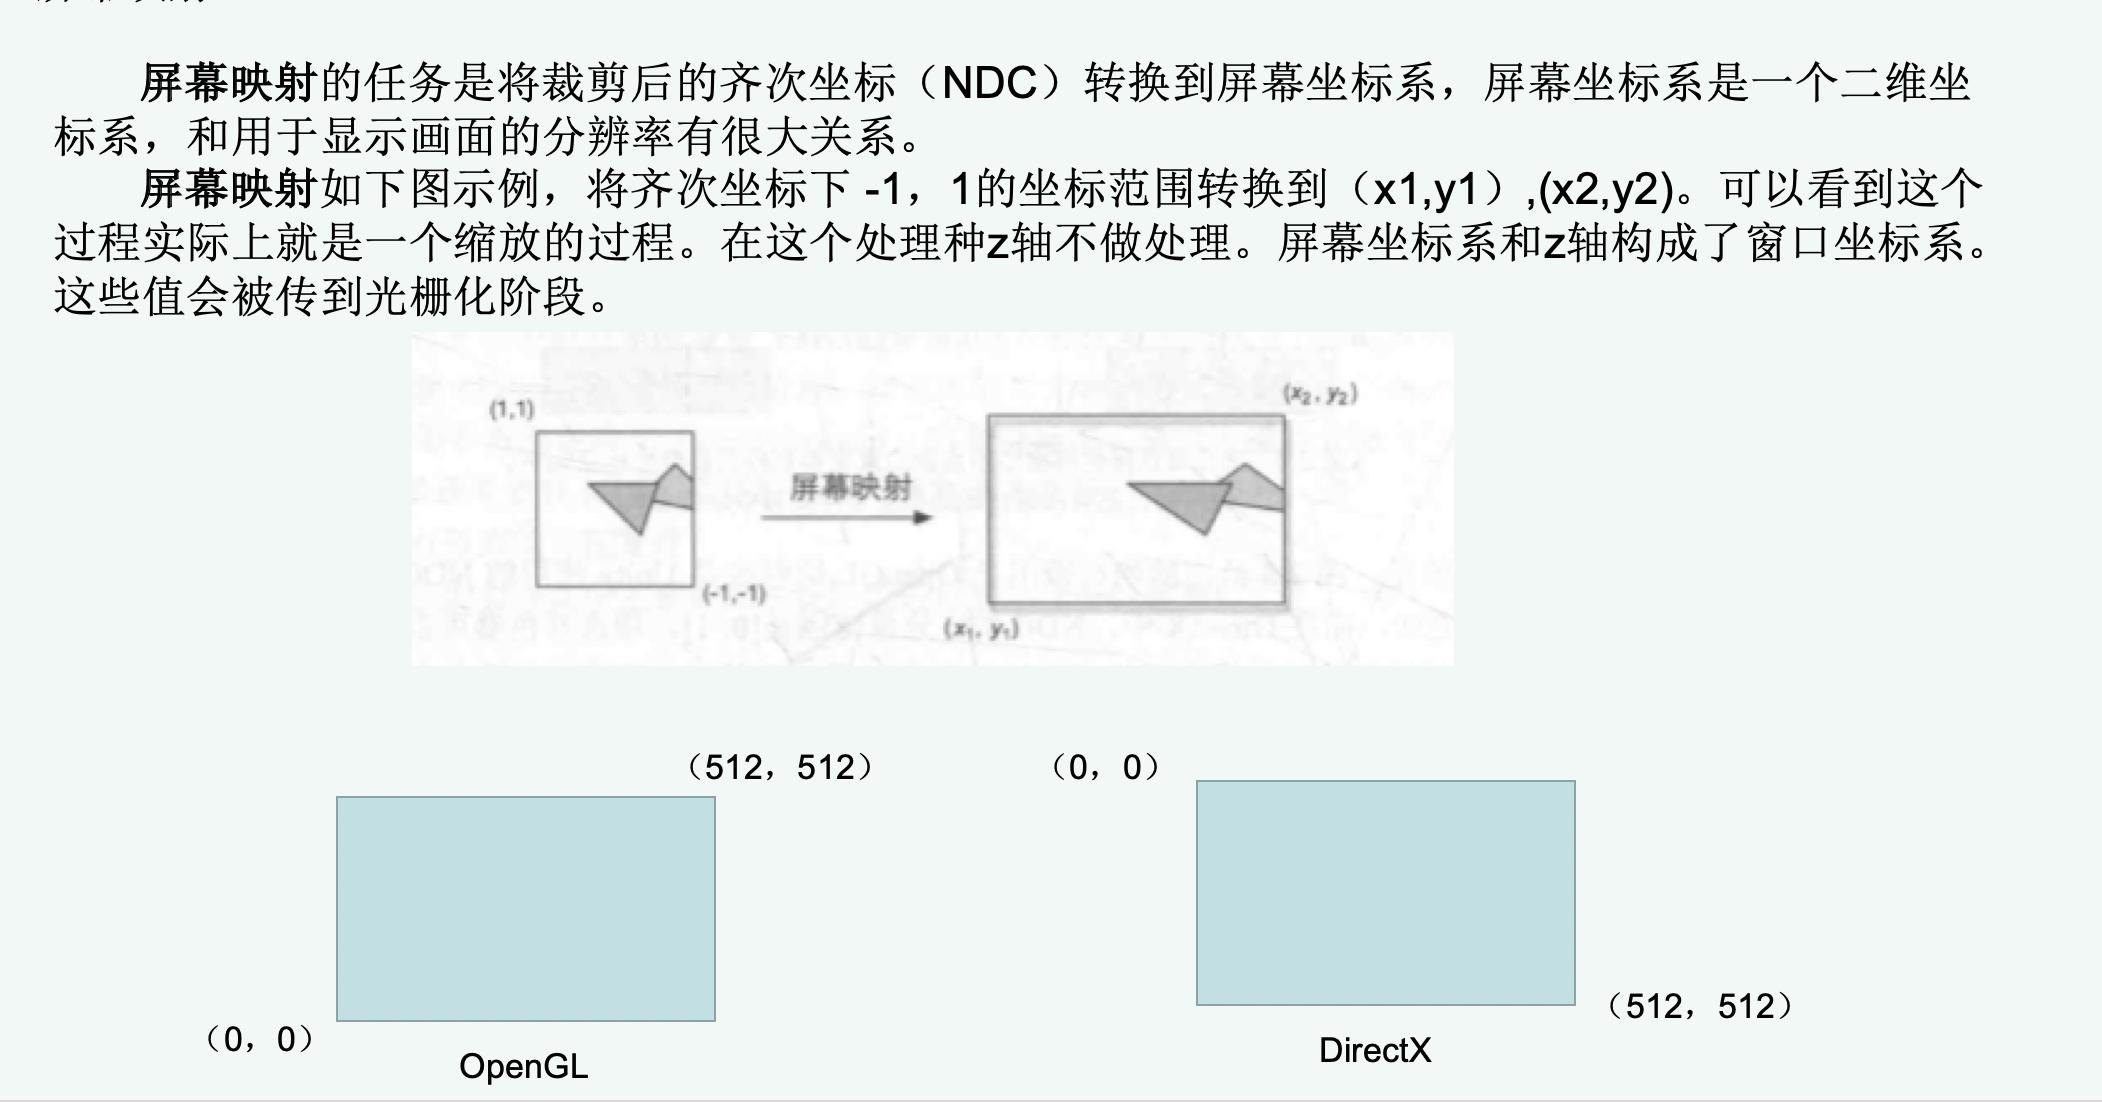 屏幕映射的任务是将裁剪后的齐次坐标（NDC）转换到屏幕坐标系，屏幕坐标系是一个二维坐
标系，和用于显示画面的分辨率有很大关系。
屏幕映射如下图示例，将齐次坐标下 -1，1的坐标范围转换到（x1,y1）,(x2,y2)。可以看到这个
过程实际上就是一个缩放的过程。在这个处理种z轴不做处理。屏幕坐标系和z轴构成了窗口坐标系。
这些值会被传到光栅化阶段。
(1,1)
(x₂, y₂)
屏幕映射
(-1,-1)
(x₁, y₁)
（512，512）
（0，0）
（0，0）
（512，512）
OpenGL
DirectX